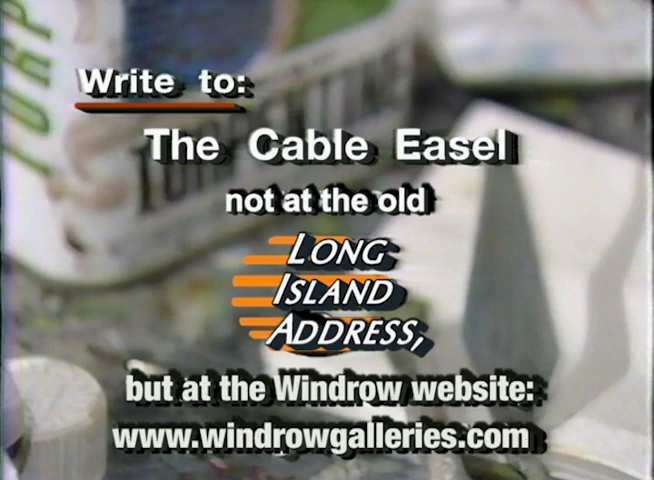 Write to:
The Cable Easel
not at the old
LONG
ISLAND
ADDRESS,
but at the Windrow website:
www.windrowgalleries.com